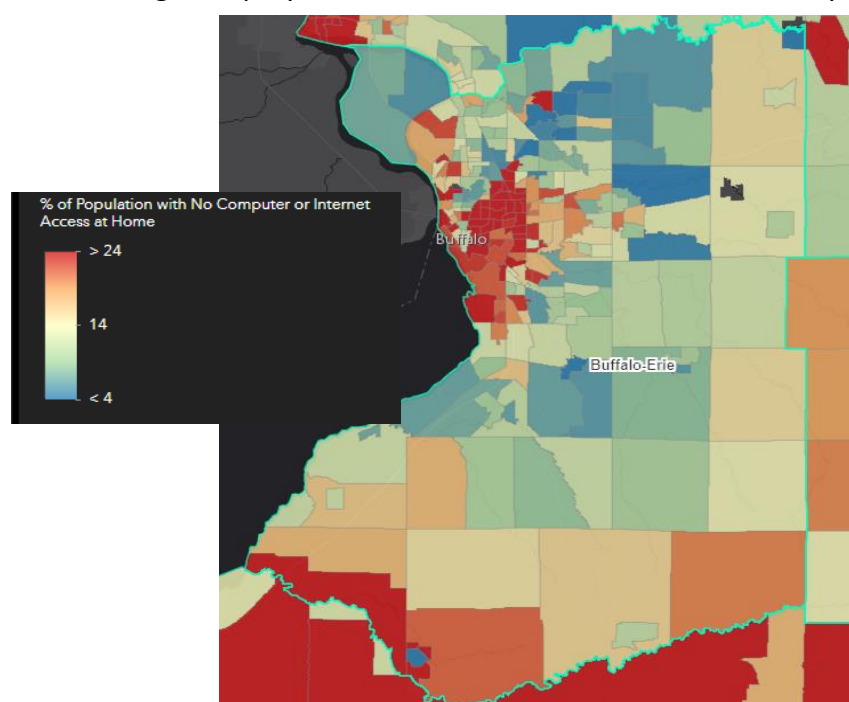 % of Population with No Computer or Internet
Access at Home
> 24
14
< 4
Buffalo
Buffalo-Erie